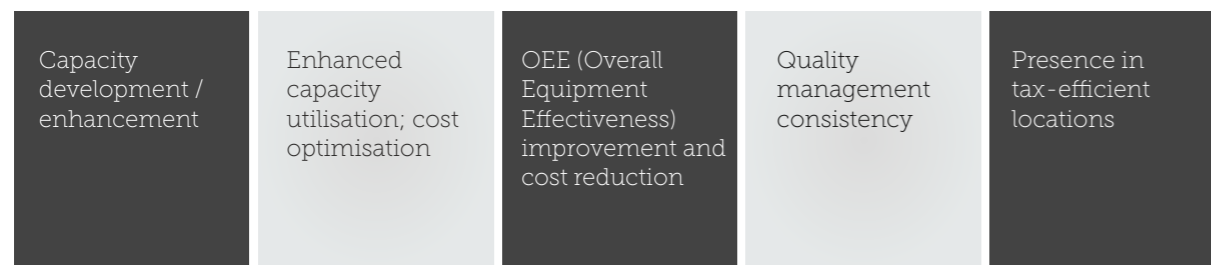 Capacity
development /
enhancement
Enhanced
capacity
utilisation; cost
optimisation
OEE (Overall
Equipment
Effectiveness)
improvement and
cost reduction
Quality
management
consistency
Presence in
tax-efficient
locations